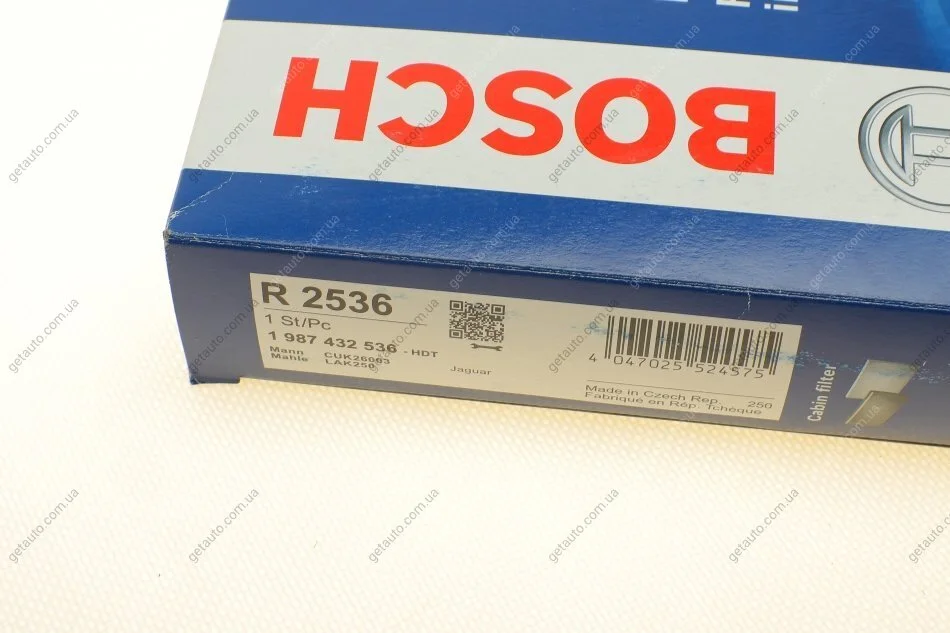 BOSCH
R 2536
1 St/Pc
1 987 432 536 - HDT
Mann CUK26003
Mahle LAK250
Jaguar
4 047025 524575
Made in Czech Rep. 250
Fabriqué en Rép. Tchèque
Cabin filter
getauto.com.ua